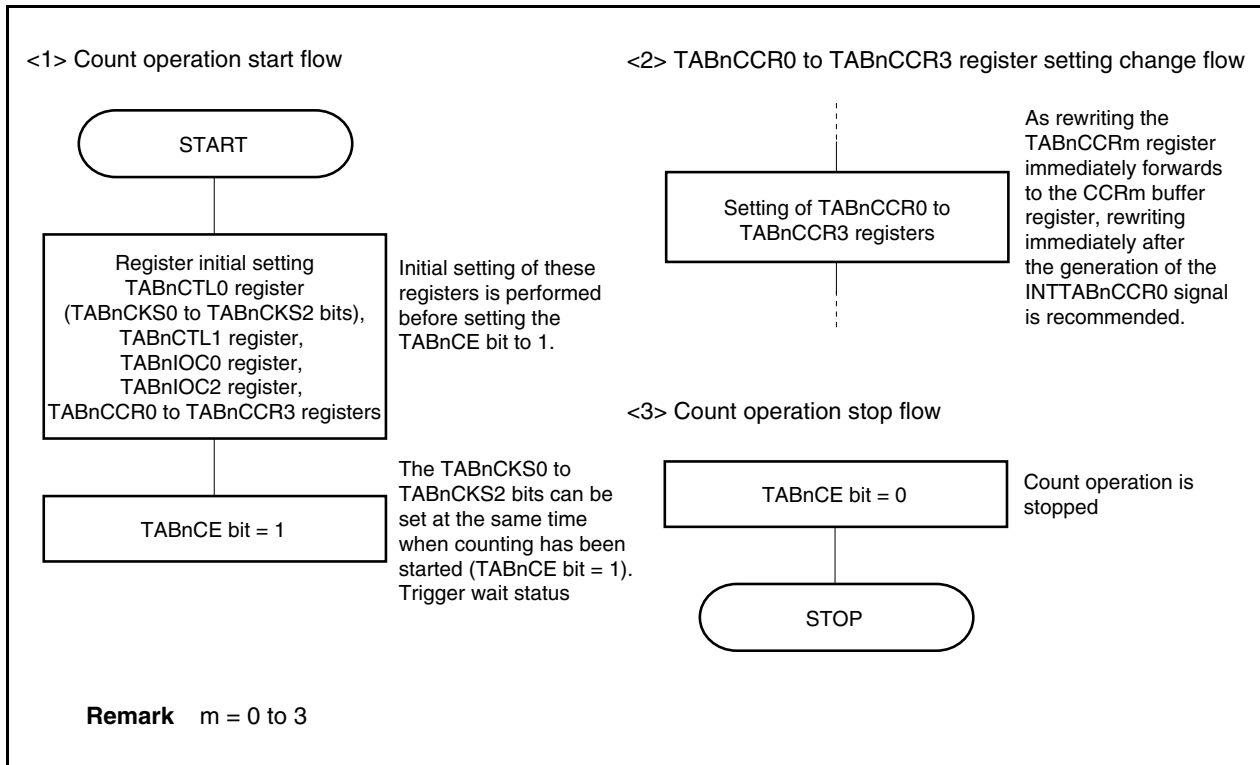 <1> Count operation start flow
START
Register initial setting
TABnCTL0 register
(TABnCKS0 to TABnCKS2 bits),
TABnCTL1 register,
TABnIOC0 register,
TABnIOC2 register,
TABnCCR0 to TABnCCR3 registers
Initial setting of these
registers is performed
before setting the
TABnCE bit to 1.
TABnCE bit = 1
The TABnCKS0 to
TABnCKS2 bits can be
set at the same time
when counting has been
started (TABnCE bit = 1).
Trigger wait status
<2> TABnCCR0 to TABnCCR3 register setting change flow
Setting of TABnCCR0 to
TABnCCR3 registers
As rewriting the
TABnCCRm register
immediately forwards
to the CCRm buffer
register, rewriting
immediately after
the generation of the
INTTABnCCR0 signal
is recommended.
<3> Count operation stop flow
TABnCE bit = 0
Count operation is
stopped
STOP
Remark m = 0 to 3